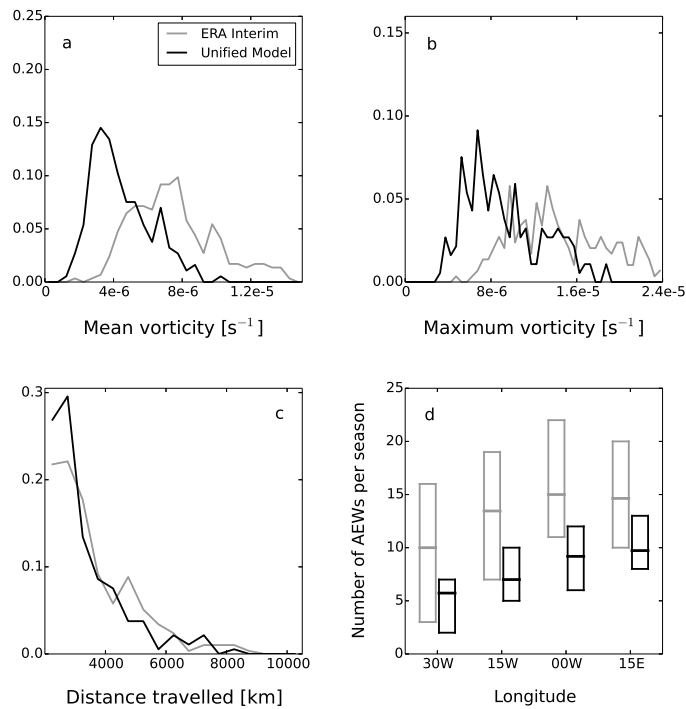 0.25
0.20
0.15
0.10
0.05
0.00
a
ERA Interim
Unified Model
0 4e-6 8e-6 1.2e-5
Mean vorticity [s⁻¹]
0.15
0.10
0.05
0.00
b
0 8e-6 1.6e-5 2.4e-5
Maximum vorticity [s⁻¹]
0.3
0.2
0.1
0.0
c
4000 6000 8000 10000
Distance travelled [km]
Number of AEWs per season
25
20
15
10
5
0
d
30W 15W 00W 15E
Longitude